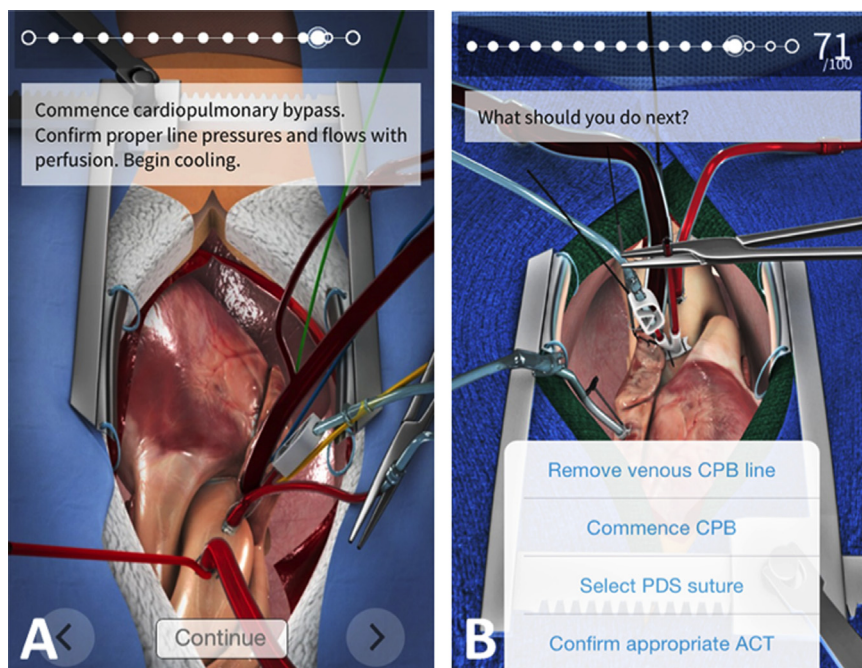 Commence cardiopulmonary bypass.
Confirm proper line pressures and flows with
perfusion. Begin cooling.
A
Continue
71
/100
What should you do next?
Remove venous CPB line
Commence CPB
Select PDS suture
Confirm appropriate ACT
B